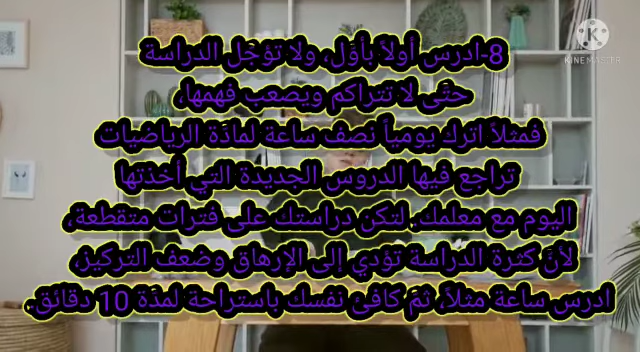 8-ادرس أولاً بأوّل، ولا تؤجّل الدراسة
حتّى لا تتراكم ويصعب فهمها،
فمثلاً اترك يومياً نصف ساعة لمادّة الرياضيات
تراجع فيها الدروس الجديدة التي أخذتها
اليوم مع معلمك. لتكن دراستك على فترات متقطعة،
لأنّ كثرة الدراسة تؤدي إلى الإرهاق وضعف التركيز،
ادرس ساعة مثلاً، ثمّ كافئ نفسك باستراحة لمدّة 10 دقائق.
KINEMASTER